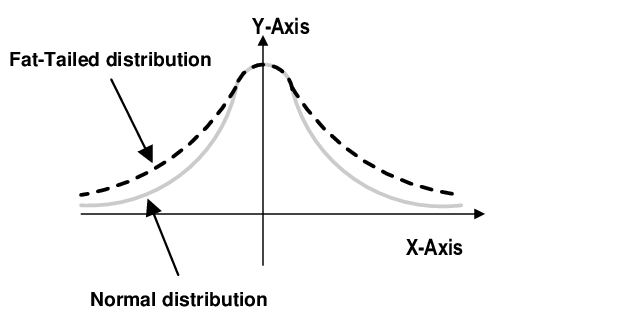 Y-Axis
Fat-Tailed distribution
X-Axis
Normal distribution